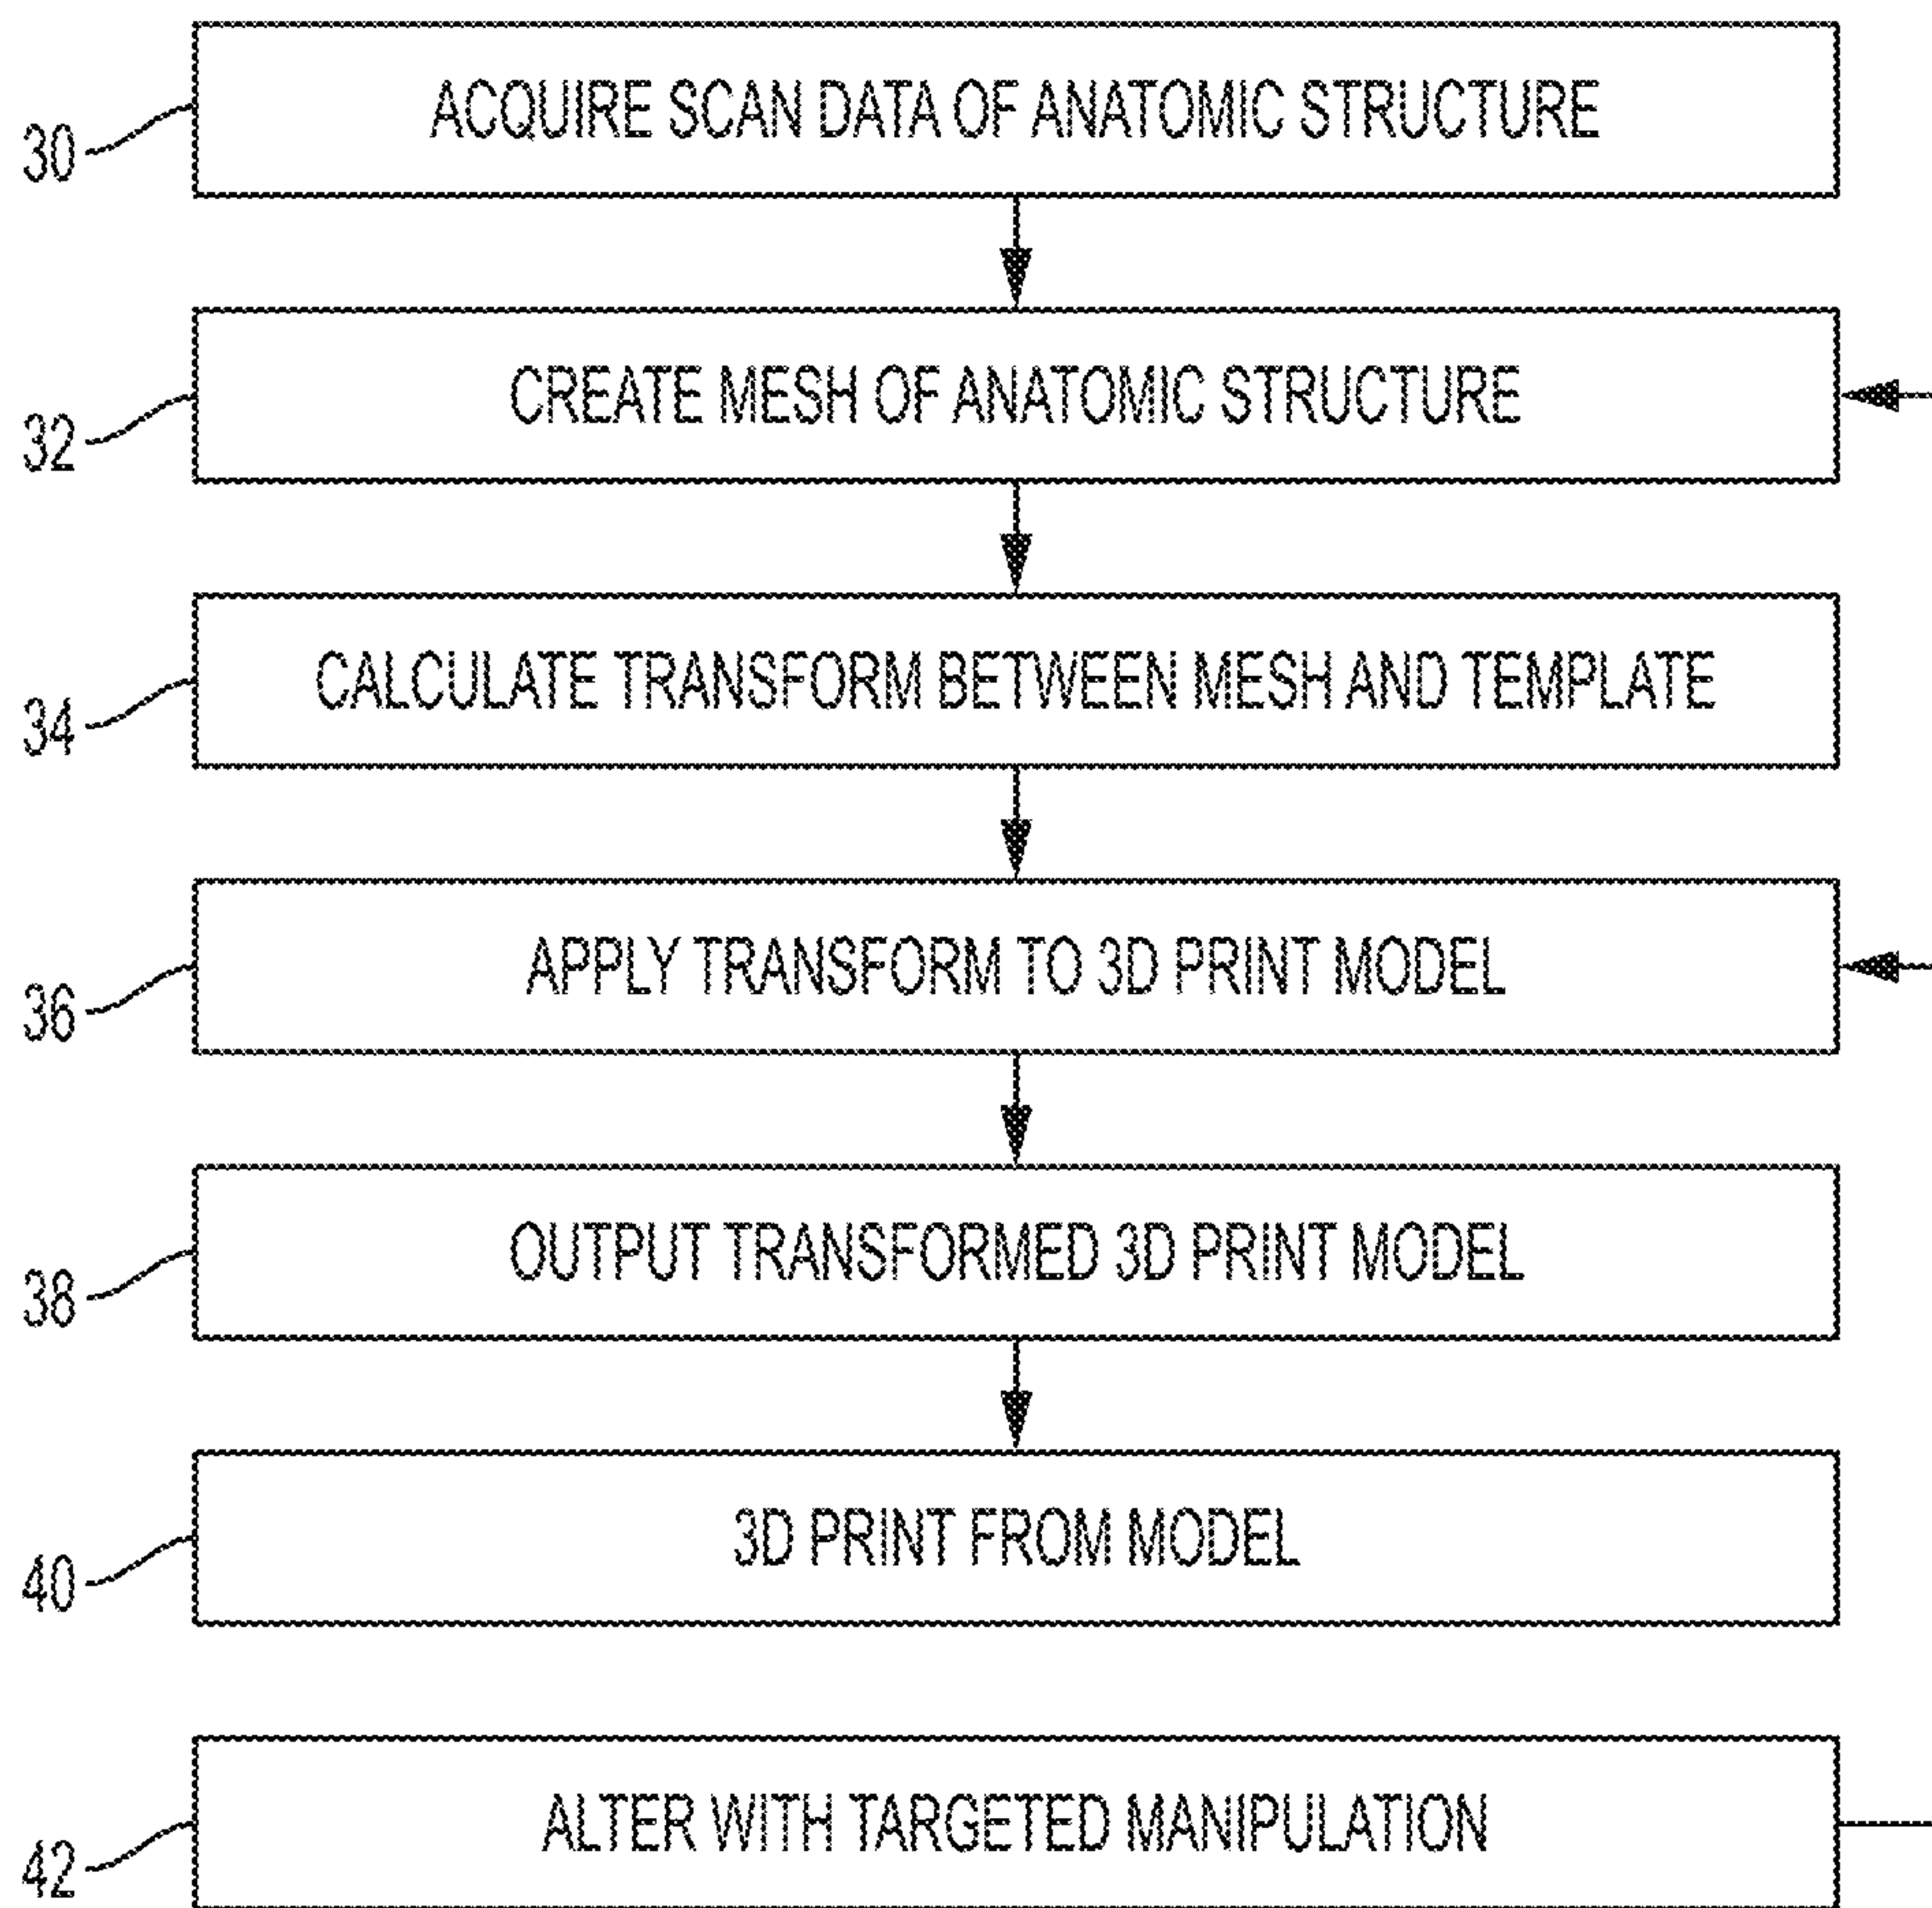 30
ACQUIRE SCAN DATA OF ANATOMIC STRUCTURE
32
CREATE MESH OF ANATOMIC STRUCTURE
34
CALCULATE TRANSFORM BETWEEN MESH AND TEMPLATE
36
APPLY TRANSFORM TO 3D PRINT MODEL
38
OUTPUT TRANSFORMED 3D PRINT MODEL
40
3D PRINT FROM MODEL
42
ALTER WITH TARGETED MANIPULATION